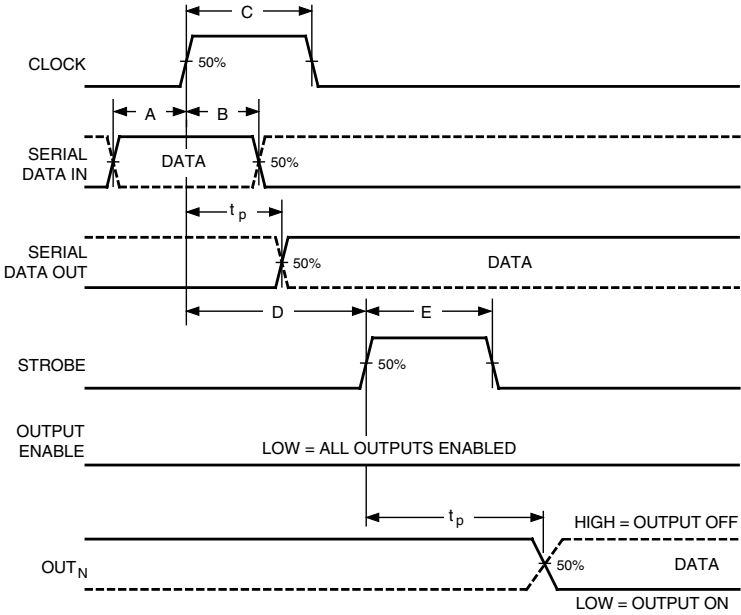 C
CLOCK
50%
A
B
SERIAL
DATA IN
DATA
50%
t p
SERIAL
DATA OUT
50%
DATA
D
E
STROBE
50%
OUTPUT
ENABLE
LOW = ALL OUTPUTS ENABLED
t p
HIGH = OUTPUT OFF
OUT N
50%
DATA
LOW = OUTPUT ON